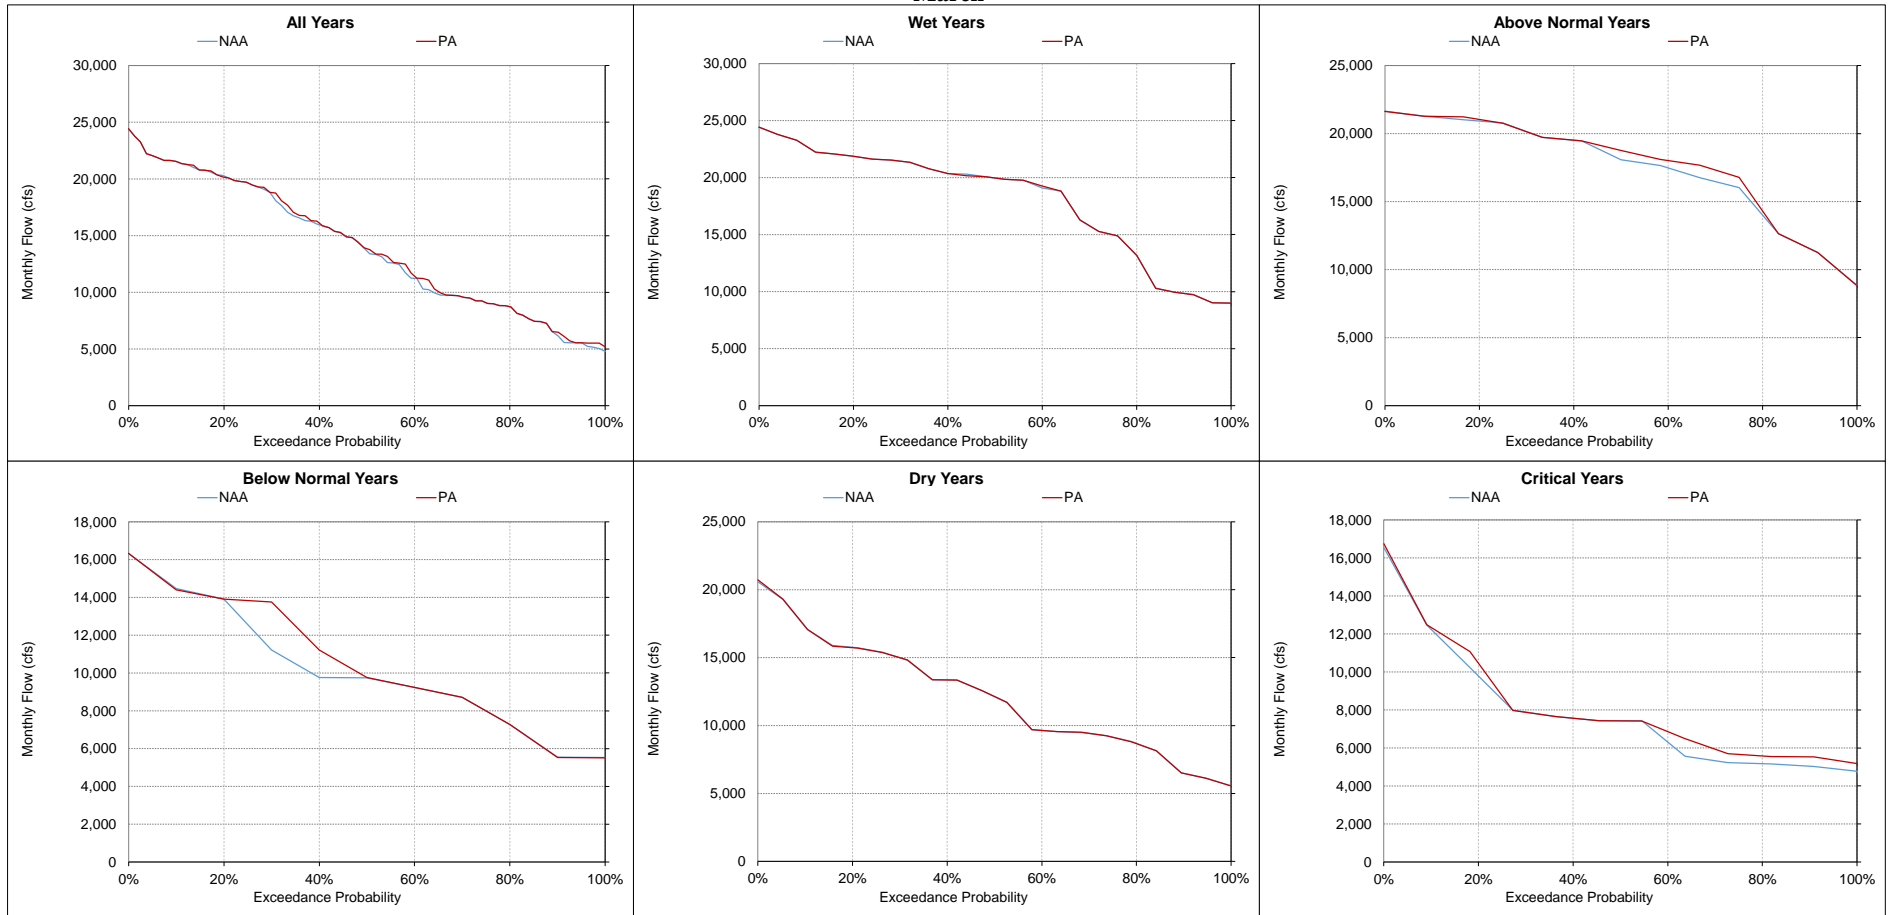 All Years
NAA PA
30,000
25,000
20,000
15,000
10,000
5,000
0
Monthly Flow (cfs)
0% 20% 40% 60% 80% 100%
Exceedance Probability
Wet Years
NAA PA
30,000
25,000
20,000
15,000
10,000
5,000
0
Monthly Flow (cfs)
0% 20% 40% 60% 80% 100%
Exceedance Probability
Above Normal Years
NAA PA
25,000
20,000
15,000
10,000
5,000
0
Monthly Flow (cfs)
0% 20% 40% 60% 80% 100%
Exceedance Probability
Below Normal Years
NAA PA
18,000
16,000
14,000
12,000
10,000
8,000
6,000
4,000
2,000
0
Monthly Flow (cfs)
0% 20% 40% 60% 80% 100%
Exceedance Probability
Dry Years
NAA PA
25,000
20,000
15,000
10,000
5,000
0
Monthly Flow (cfs)
0% 20% 40% 60% 80% 100%
Exceedance Probability
Critical Years
NAA PA
18,000
16,000
14,000
12,000
10,000
8,000
6,000
4,000
2,000
0
Monthly Flow (cfs)
0% 20% 40% 60% 80% 100%
Exceedance Probability